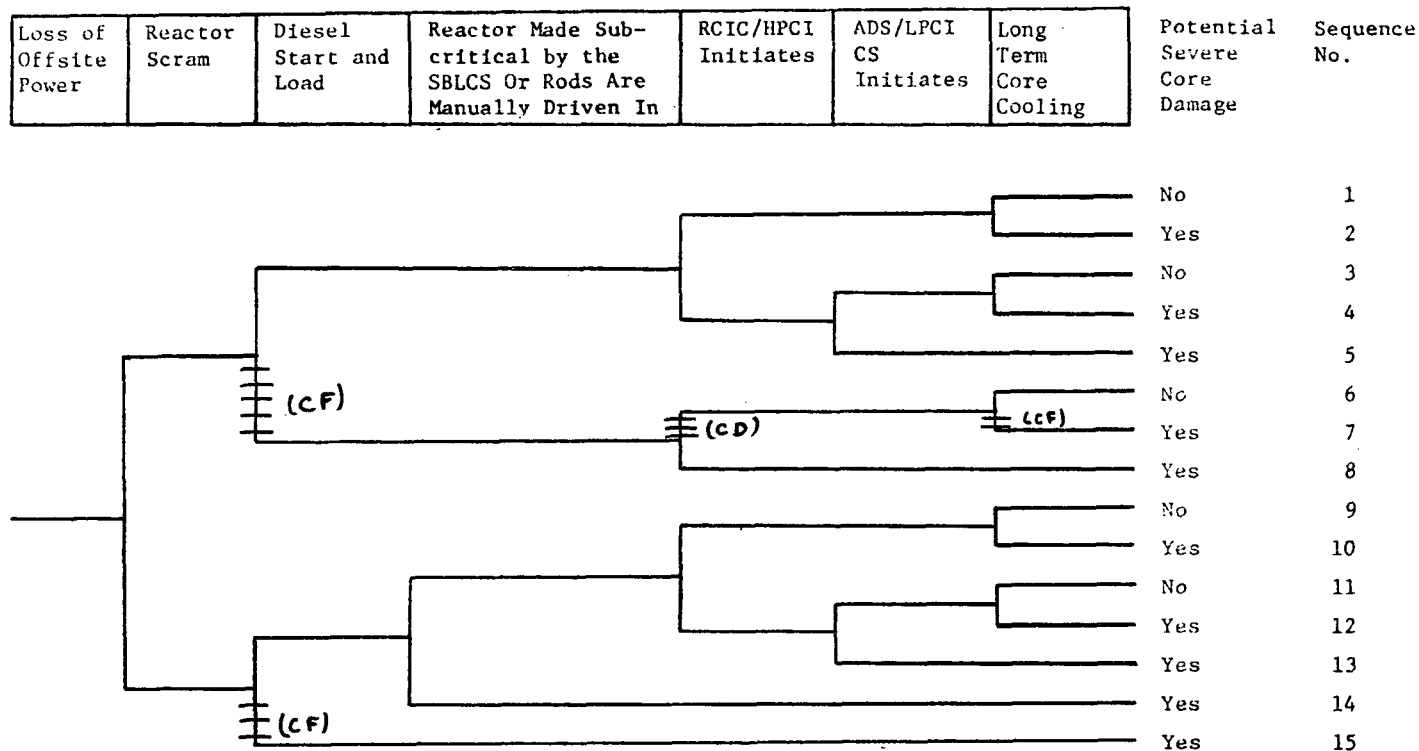 Loss of Offsite Power
Reactor Scram
Diesel Start and Load
Reactor Made Sub-critical by the SBLCS Or Rods Are Manually Driven In
RCIC/HPCI Initiates
ADS/LPCI CS Initiates
Long Term Core Cooling
Potential Severe Core Damage
Sequence No.
No 1
Yes 2
No 3
Yes 4
Yes 5
(CF)
No 6
(CD)
(CF)
Yes 7
Yes 8
No 9
Yes 10
No 11
Yes 12
Yes 13
Yes 14
(CF)
Yes 15